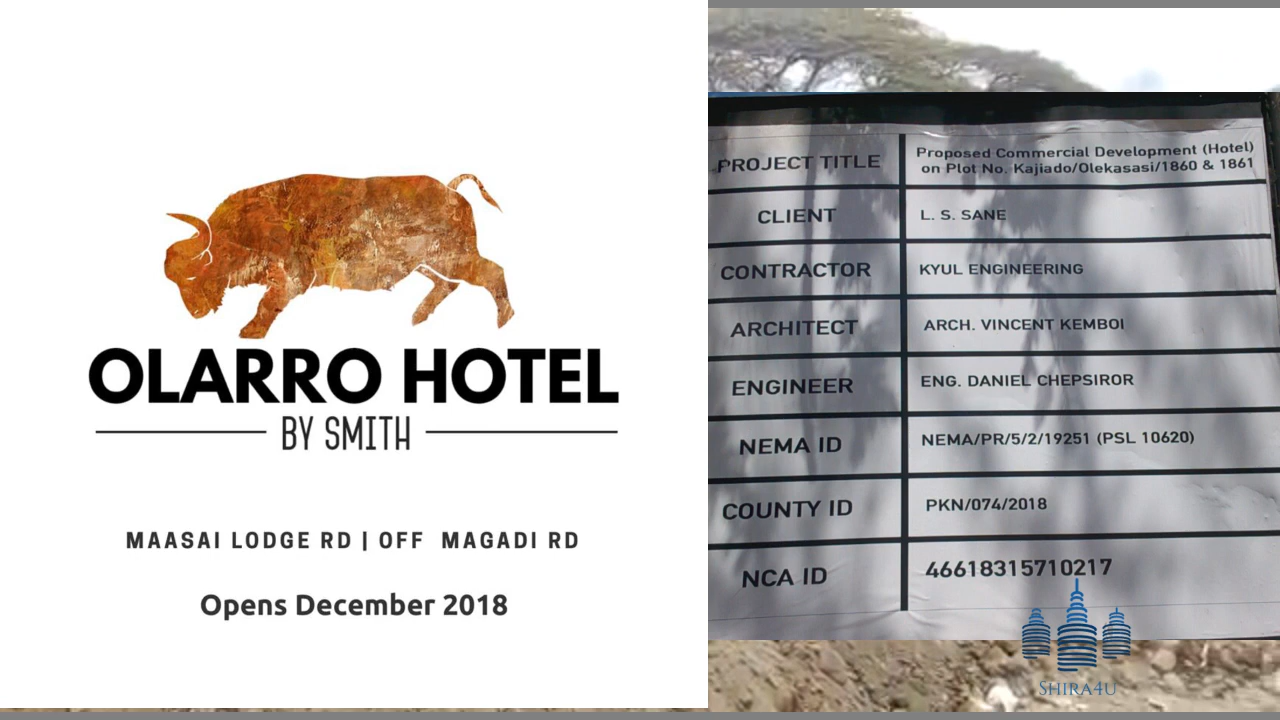 OLARRO HOTEL
BY SMITH
MAASAI LODGE RD | OFF MAGADI RD
Opens December 2018
PROJECT TITLE
Proposed Commercial Development (Hotel)
on Plot No. Kajiado/Olekasasi/1860 & 1861
CLIENT
L. S. SANE
CONTRACTOR
KYUL ENGINEERING
ARCHITECT
ARCH. VINCENT KEMBOI
ENGINEER
ENG. DANIEL CHEPSIROR
NEMA ID
NEMA/PR/5/2/19251 (PSL 10620)
COUNTY ID
PKN/074/2018
NCA ID
46618315710217
SHIRA4U